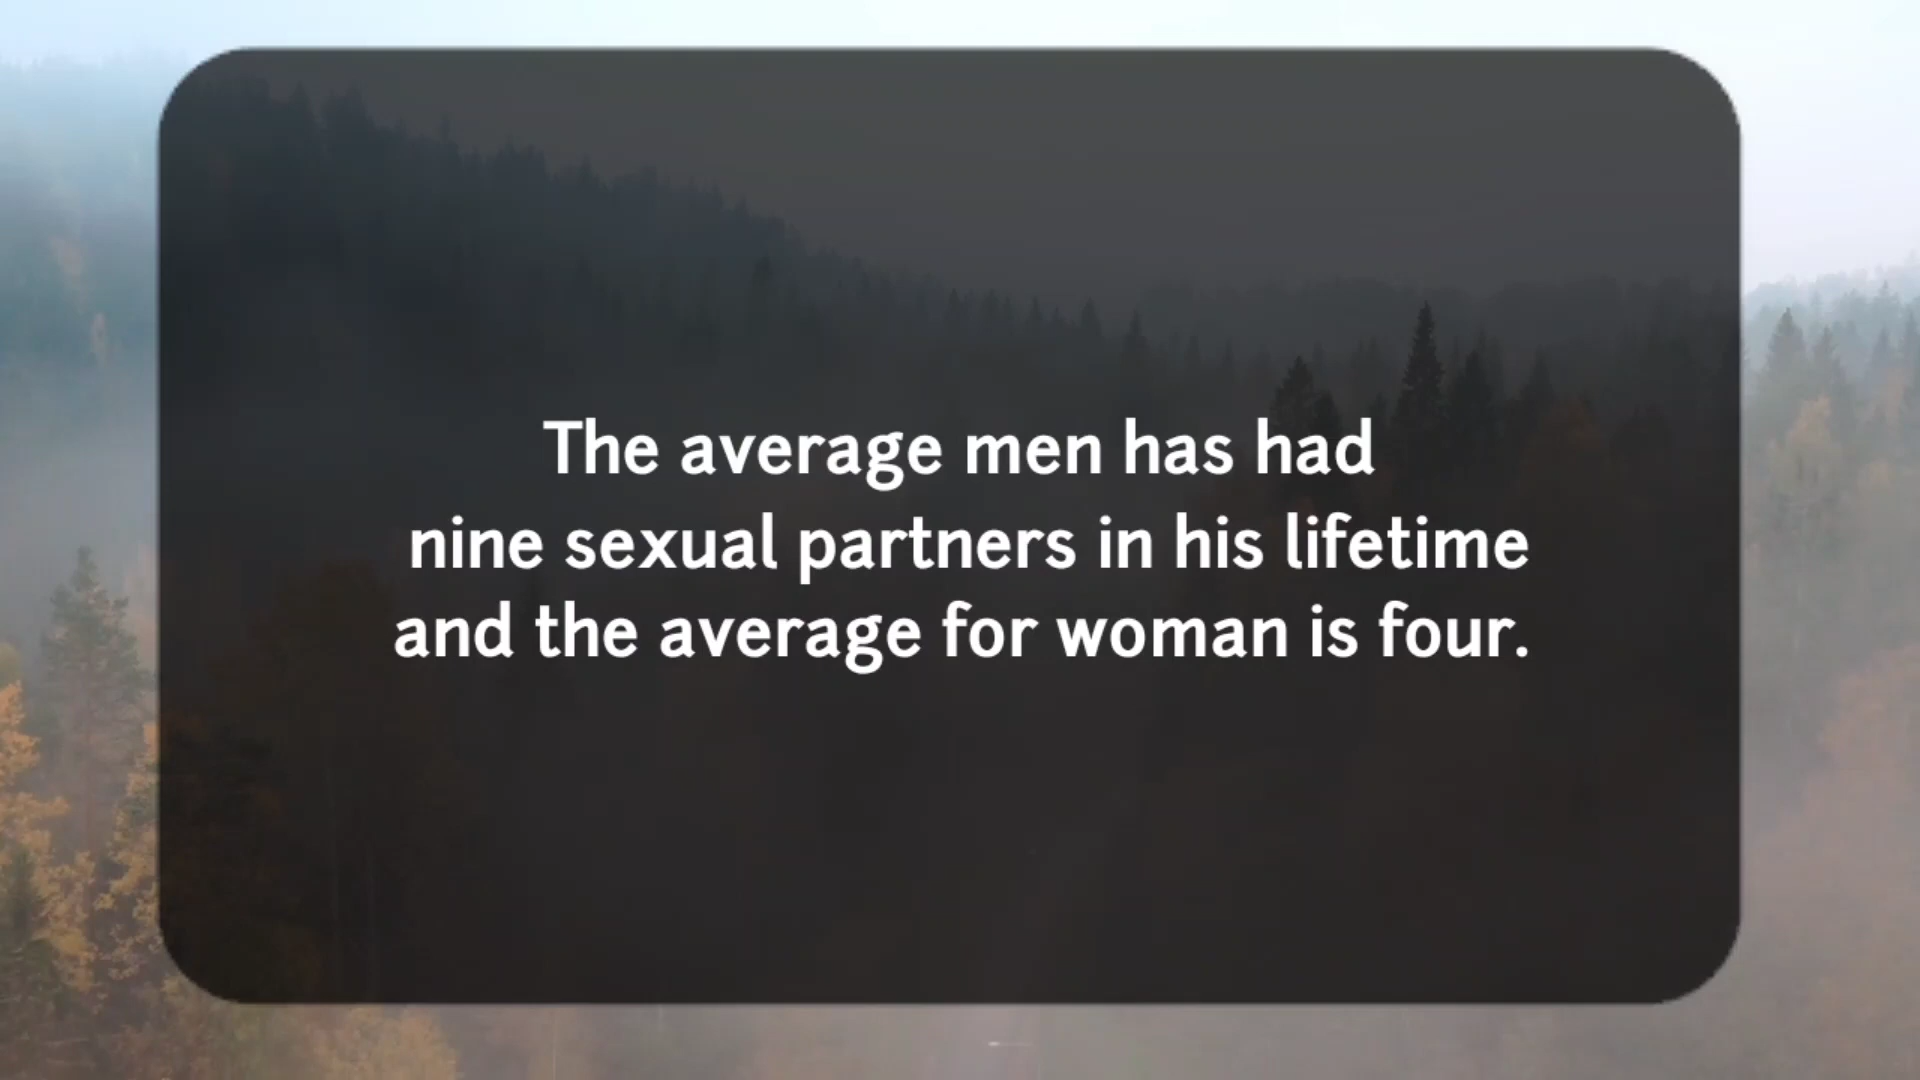 The average men has had
nine sexual partners in his lifetime
and the average for woman is four.